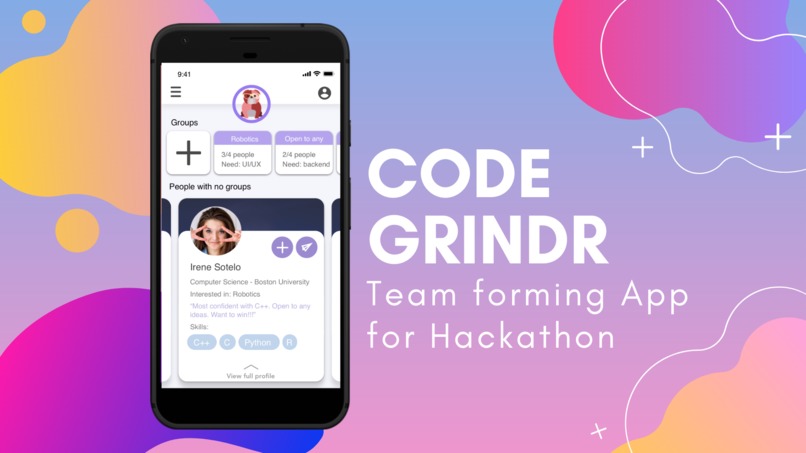 9:41
Groups
Robotics
3/4 people
Need: UI/UX
Open to any
2/4 people
Need: backend
People with no groups
Irene Sotelo
Computer Science - Boston University
Interested in: Robotics
"Most confident with C++. Open to any
ideas. Want to win!!!"
Skills:
C++ C Python R
View full profile
CODE
GRINDR
Team forming App
for Hackathon